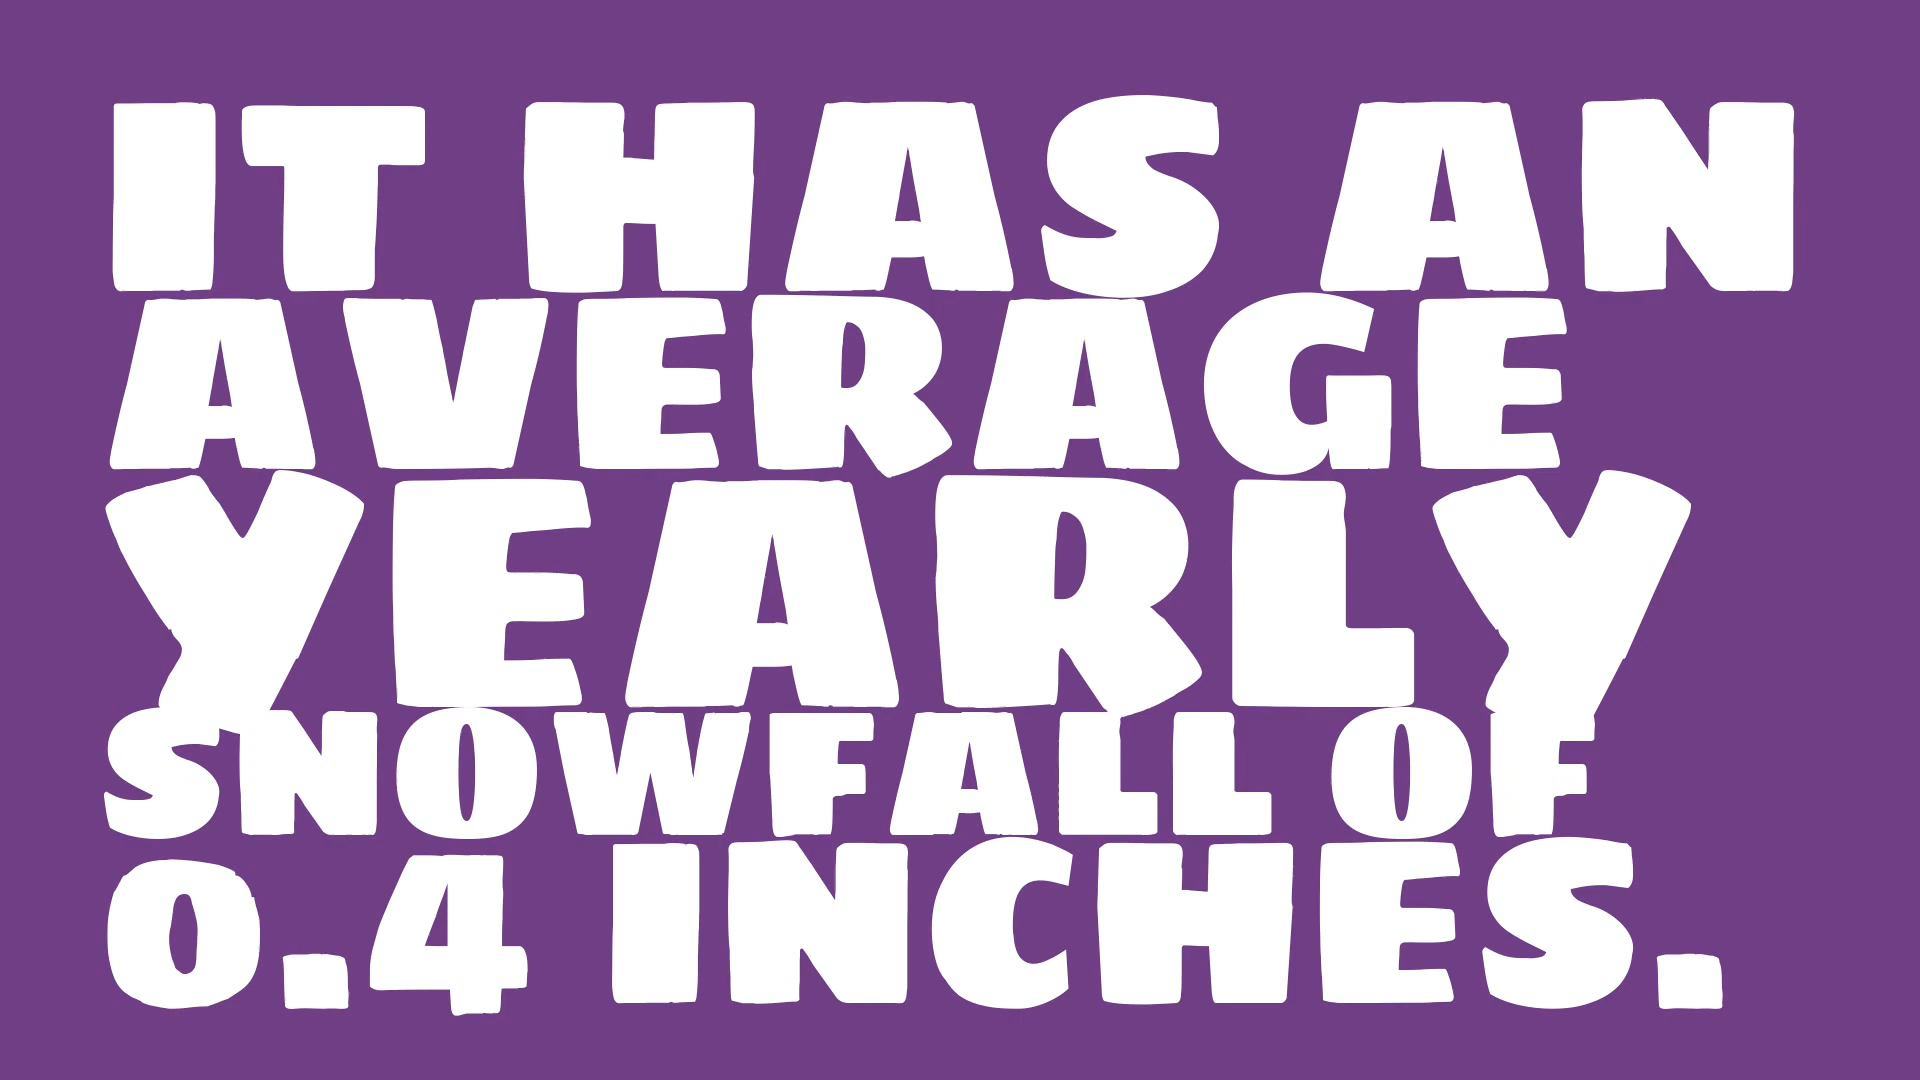 IT HAS AN
AVERAGE
YEARLY
SNOWFALL OF
0.4 INCHES.